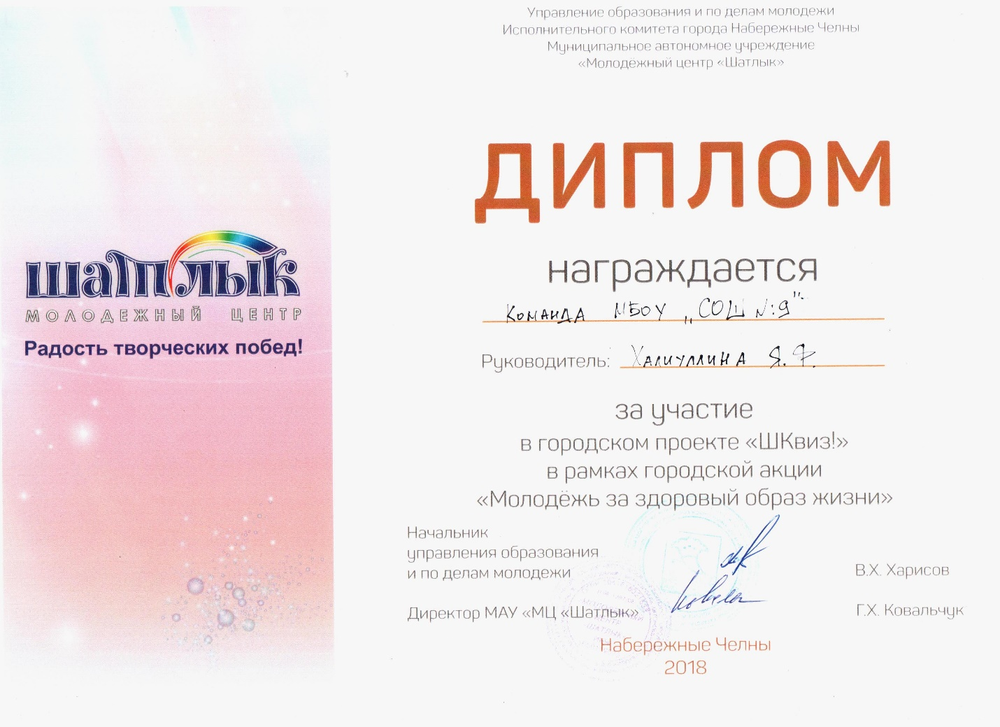 Управление образования и по делам молодежи
Исполнительного комитета города Набережные Челны
Муниципальное автономное учреждение
«Молодёжный центр «Шатлык»
ДИПЛОМ
шатлык
МОЛОДЕЖНЫЙ ЦЕНТР
Радость творческих побед!
награждается
Команда МБОУ „СОШ №9"
Руководитель: Халиуллина Я. Ф.
за участие
в городском проекте «ШКвиз!»
в рамках городской акции
«Молодёжь за здоровый образ жизни»
Начальник
управления образования
и по делам молодежи
В.Х. Харисов
Директор МАУ «МЦ «Шатлык»
Г.Х. Ковальчук
Набережные Челны
2018